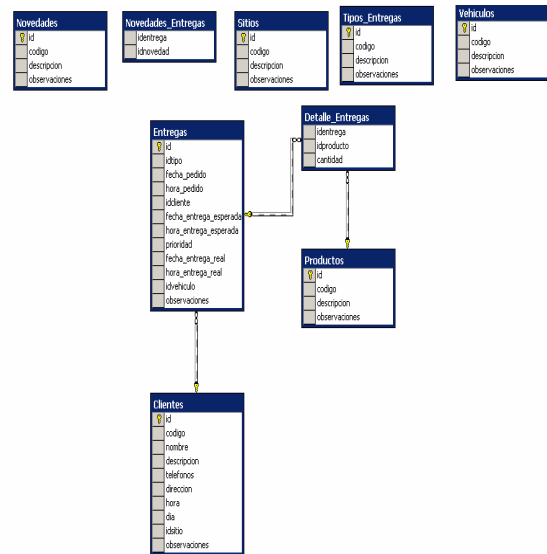 Novedades
id
codigo
descripcion
observaciones
Novedades_Entregas
identrega
idnovedad
Sitios
id
codigo
descripcion
observaciones
Tipos_Entregas
id
codigo
descripcion
observaciones
Vehiculos
id
codigo
descripcion
observaciones
Entregas
id
idtipo
fecha_pedido
hora_pedido
idcliente
fecha_entrega_esperada
hora_entrega_esperada
prioridad
fecha_entrega_real
hora_entrega_real
idvehiculo
observaciones
Detalle_Entregas
identrega
idproducto
cantidad
Productos
id
codigo
descripcion
observaciones
Clientes
id
codigo
nombre
descripcion
telefonos
direccion
hora
dia
idsitio
observaciones